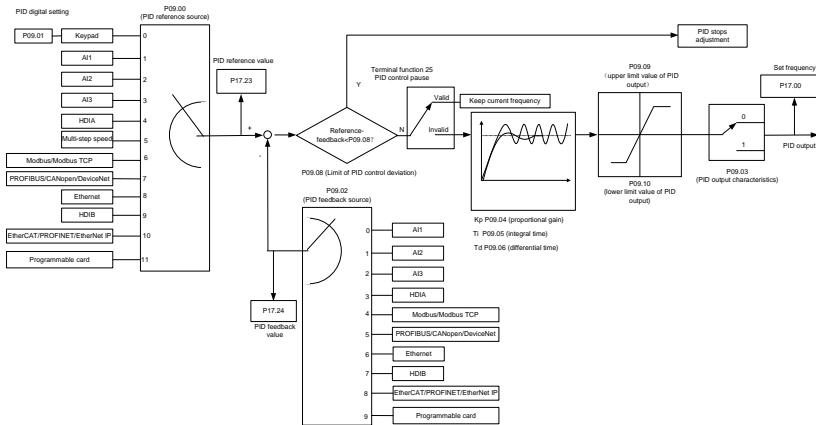 PID digital setting
P09.00
(PID reference source)
P09.01
Keypad
0
AI1
1
AI2
2
AI3
3
HDIA
4
Multi-step speed
5
Modbus/Modbus TCP
6
PROFIBUS/CANopen/DeviceNet
7
Ethernet
8
HDIB
9
EtherCAT/PROFINET/EtherNet IP
10
Programmable card
11
PID reference value
P17.23
+
-
Reference-
feedback<P09.08?
Y
N
P09.08 (Limit of PID control deviation)
Terminal function 25
PID control pause
Valid
Invalid
Keep current frequency
PID stops
adjustment
Kp P09.04 (proportional gain)
Ti P09.05 (integral time)
Td P09.06 (differential time)
P09.09
(upper limit value of PID
output)
P09.10
(lower limit value of PID
output)
0
1
P09.03
(PID output characteristics)
Set frequency
P17.00
PID output
P09.02
(PID feedback source)
0
AI1
1
AI2
2
AI3
3
HDIA
4
Modbus/Modbus TCP
5
PROFIBUS/CANopen/DeviceNet
6
Ethernet
7
HDIB
8
EtherCAT/PROFINET/EtherNet IP
9
Programmable card
P17.24
PID feedback
value